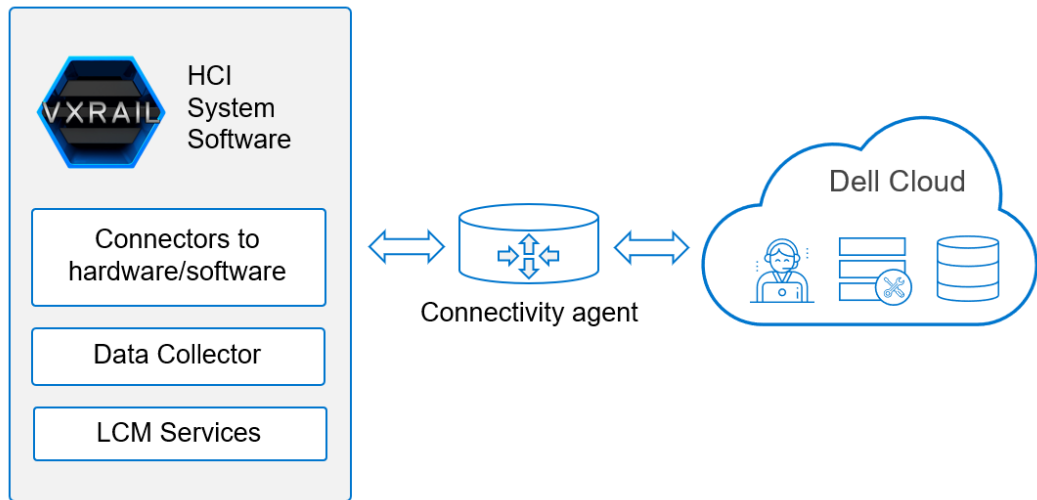 VXRAIL
HCI
System
Software
Connectors to
hardware/software
Data Collector
LCM Services
Connectivity agent
Dell Cloud